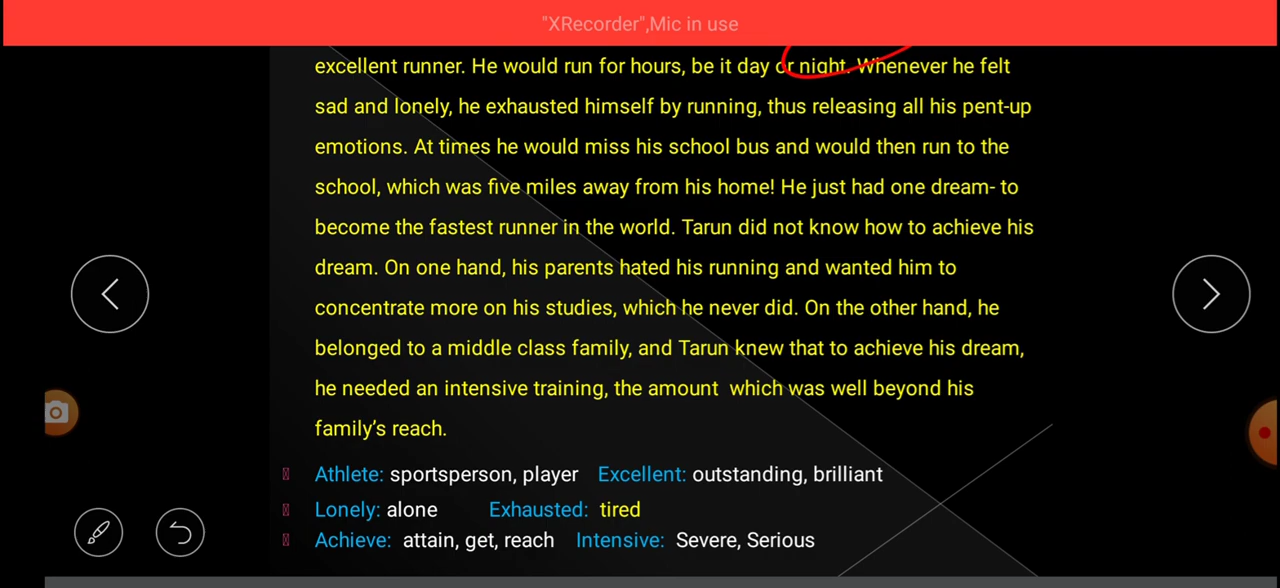 "XRecorder",Mic in use
excellent runner. He would run for hours, be it day or night. Whenever he felt
sad and lonely, he exhausted himself by running, thus releasing all his pent-up
emotions. At times he would miss his school bus and would then run to the
school, which was five miles away from his home! He just had one dream- to
become the fastest runner in the world. Tarun did not know how to achieve his
dream. On one hand, his parents hated his running and wanted him to
concentrate more on his studies, which he never did. On the other hand, he
belonged to a middle class family, and Tarun knew that to achieve his dream,
he needed an intensive training, the amount  which was well beyond his
family’s reach.
Athlete: sportsperson, player Excellent: outstanding, brilliant
Lonely: alone Exhausted: tired
Achieve: attain, get, reach Intensive: Severe, Serious